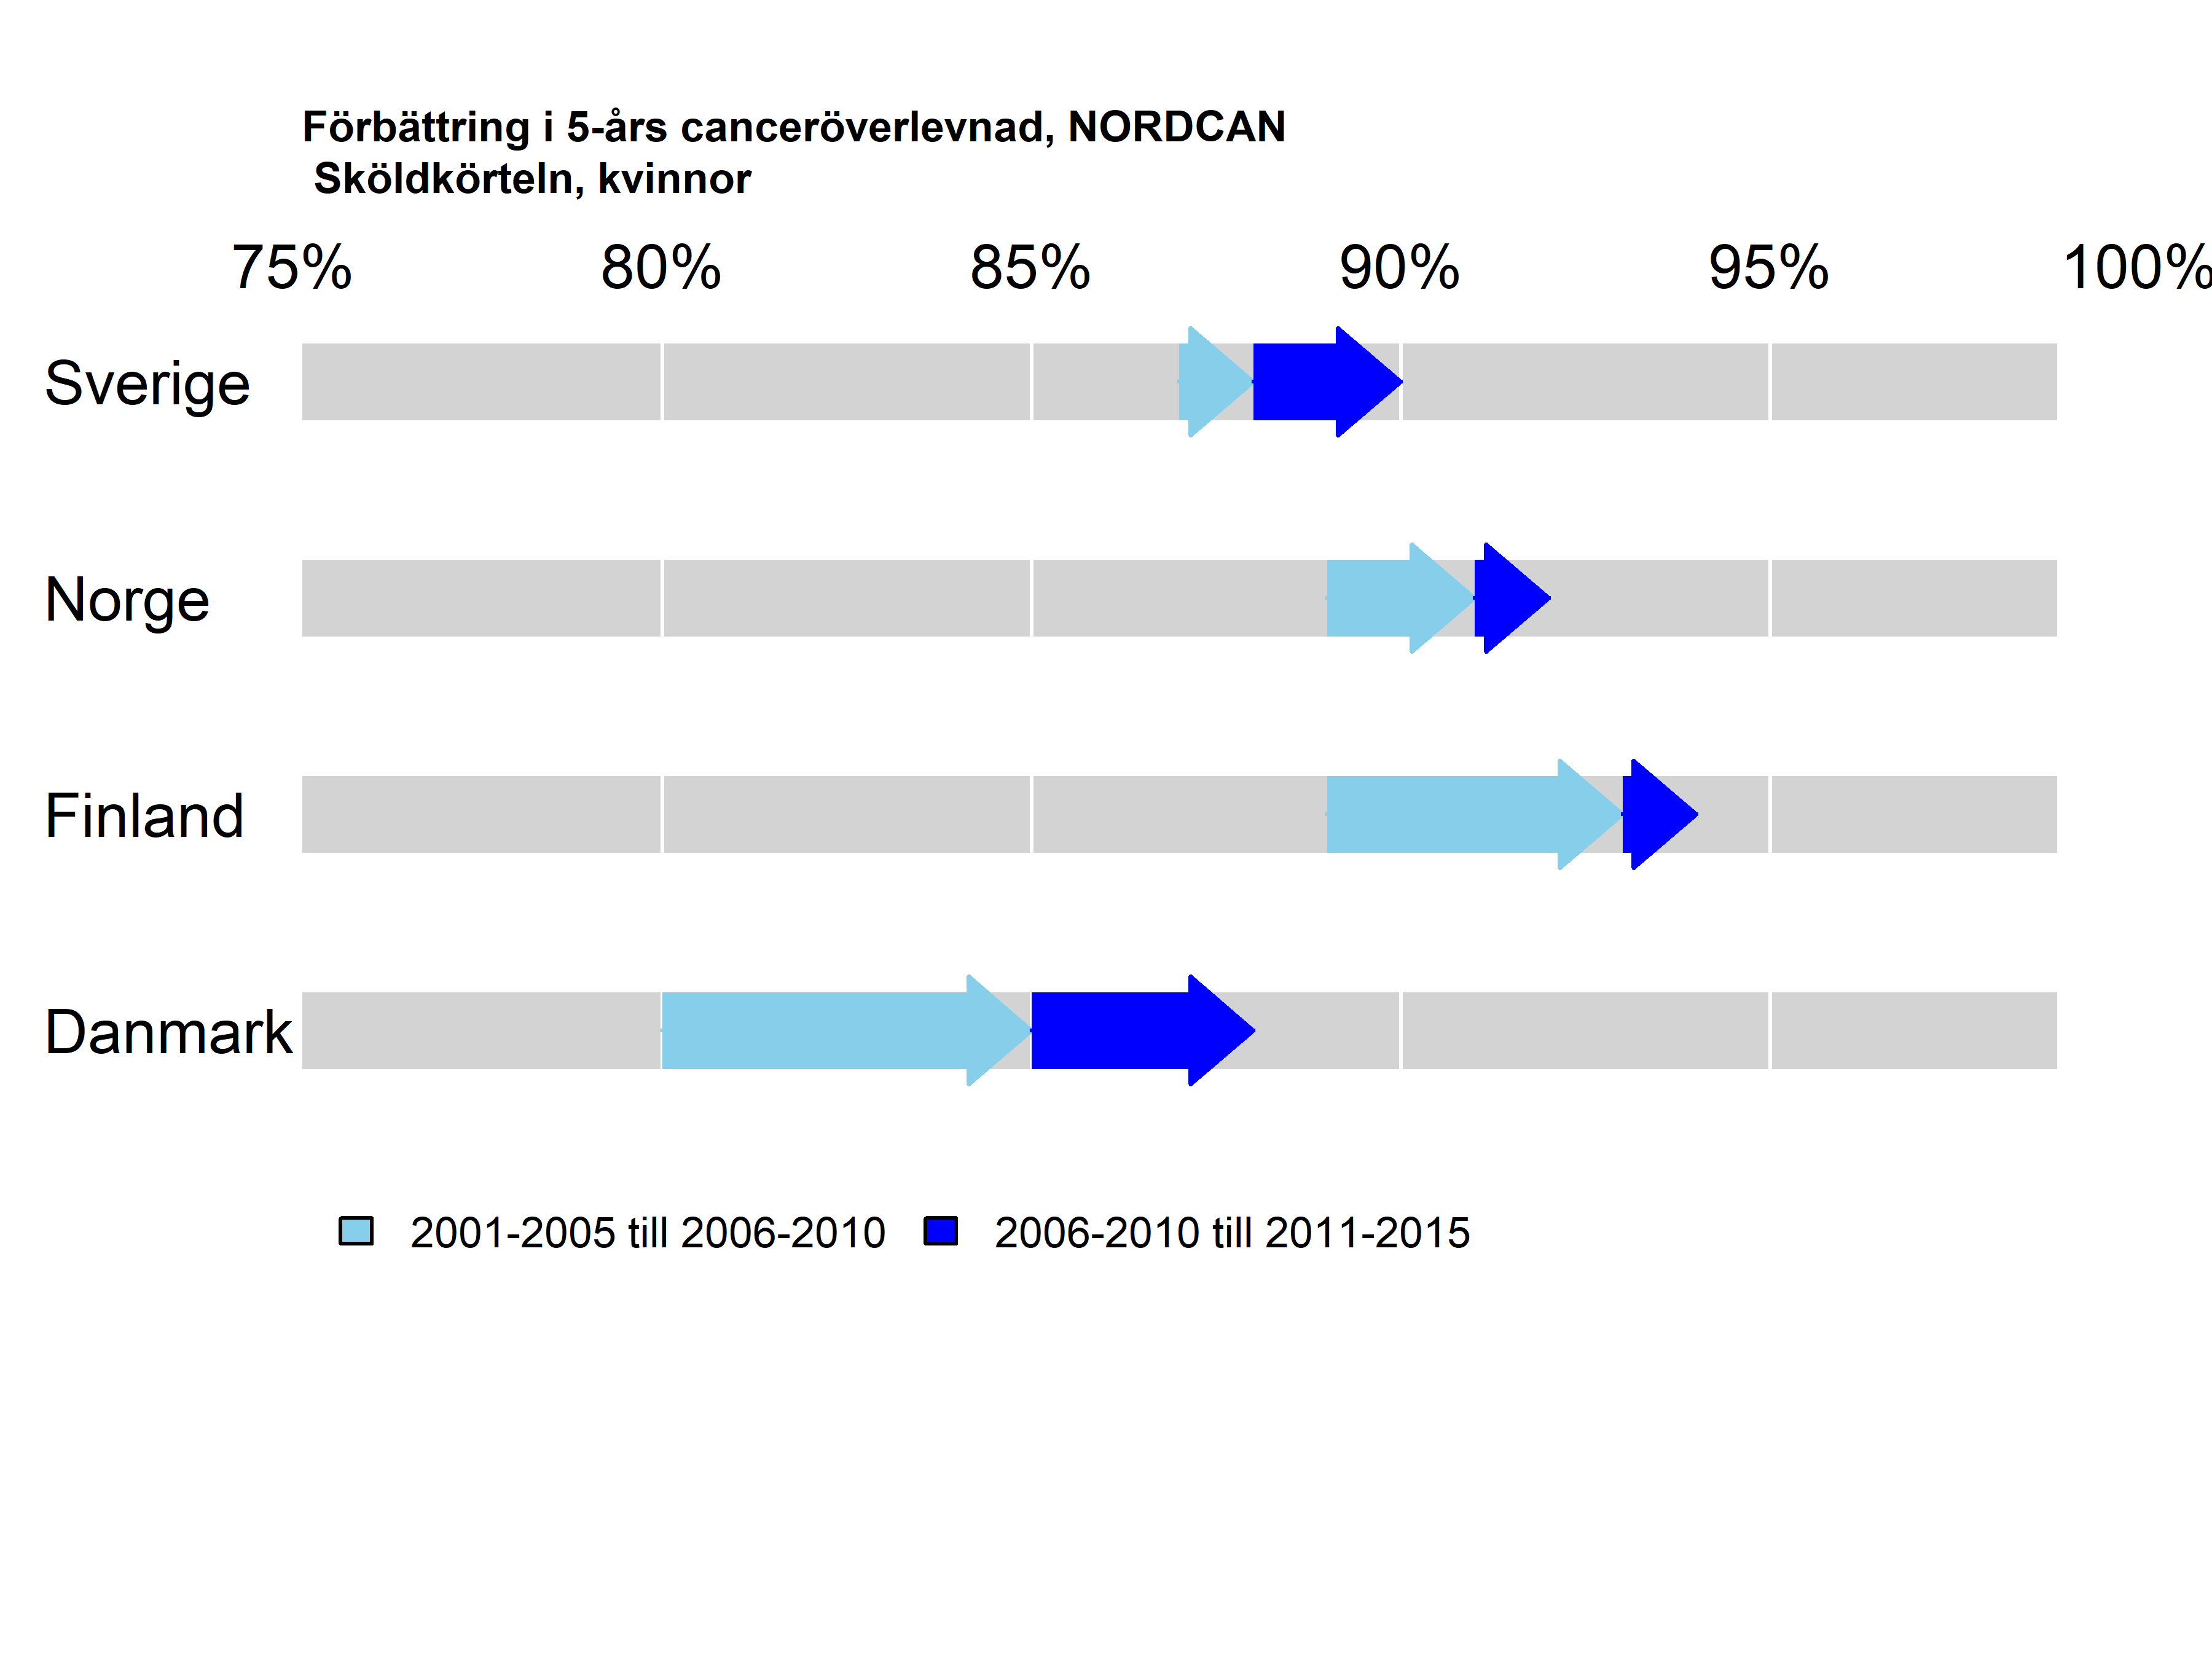 Förbättring i 5-års canceröverlevnad, NORDCAN
Sköldkörteln, kvinnor
75% 80% 85% 90% 95% 100%
Sverige
Norge
Finland
Danmark
2001-2005 till 2006-2010 2006-2010 till 2011-2015